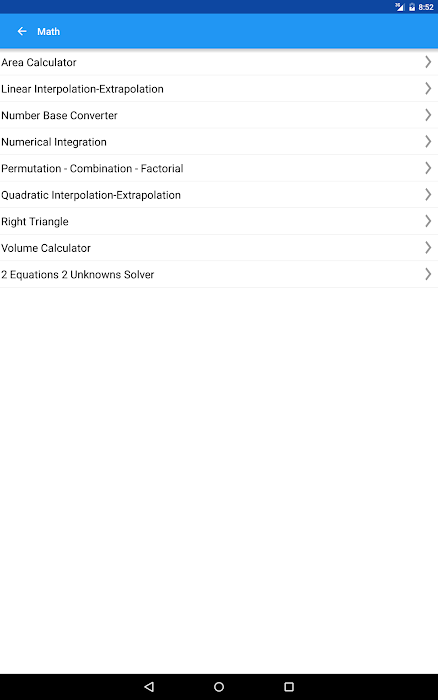 8:52
Math
Area Calculator
Linear Interpolation-Extrapolation
Number Base Converter
Numerical Integration
Permutation - Combination - Factorial
Quadratic Interpolation-Extrapolation
Right Triangle
Volume Calculator
2 Equations 2 Unknowns Solver